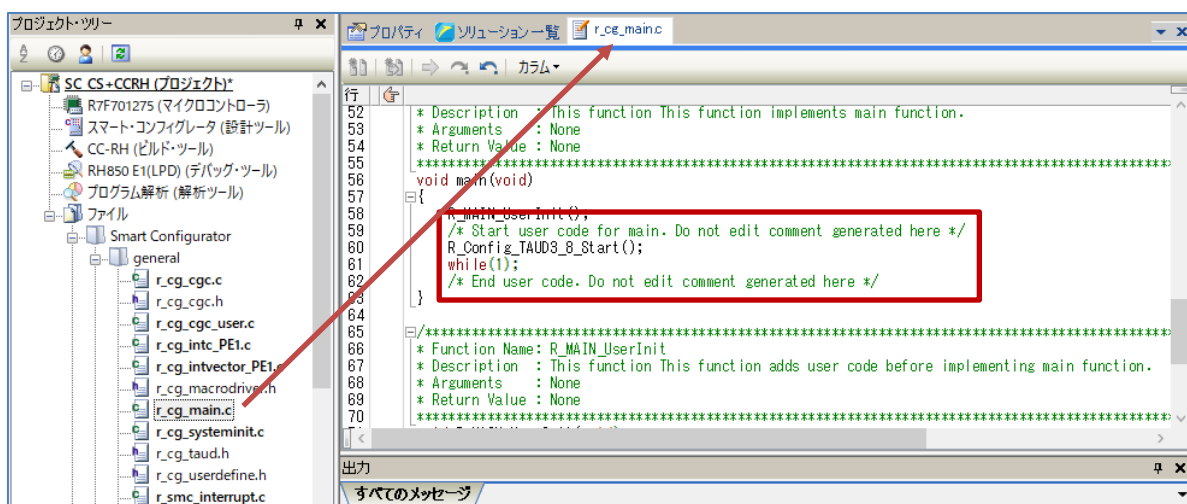 プロジェクト・ツリー
SC_CS+CCRH (プロジェクト)*
R7F701275 (マイクロコントローラ)
スマート・コンフィグレータ (設計ツール)
CC-RH (ビルド・ツール)
RH850 E1(LPD) (デバッグ・ツール)
プログラム解析 (解析ツール)
ファイル
Smart Configurator
general
r_cg_cgc.c
r_cg_cgc.h
r_cg_cgc_user.c
r_cg_intc_PE1.c
r_cg_intvector_PE1.c
r_cg_macrodriver.h
r_cg_main.c
r_cg_systeminit.c
r_cg_taud.h
r_cg_userdefine.h
r_smc_interrupt.c
プロパティ ソリューション一覧 r_cg_main.c
カラム
行
52 * Description : This function This function implements main function.
53 * Arguments : None
54 * Return Value : None
55 ***********************************************************************
56 void main(void)
57 {
58 R_MAIN_UserInit();
59 /* Start user code for main. Do not edit comment generated here */
60 R_Config_TAUD3_8_Start();
61 while(1);
62 /* End user code. Do not edit comment generated here */
63 }
64
65 /***********************************************************************
66 * Function Name: R_MAIN_UserInit
67 * Description : This function This function adds user code before implementing main function.
68 * Arguments : None
69 * Return Value : None
70 ***********************************************************************
出力
すべてのメッセージ